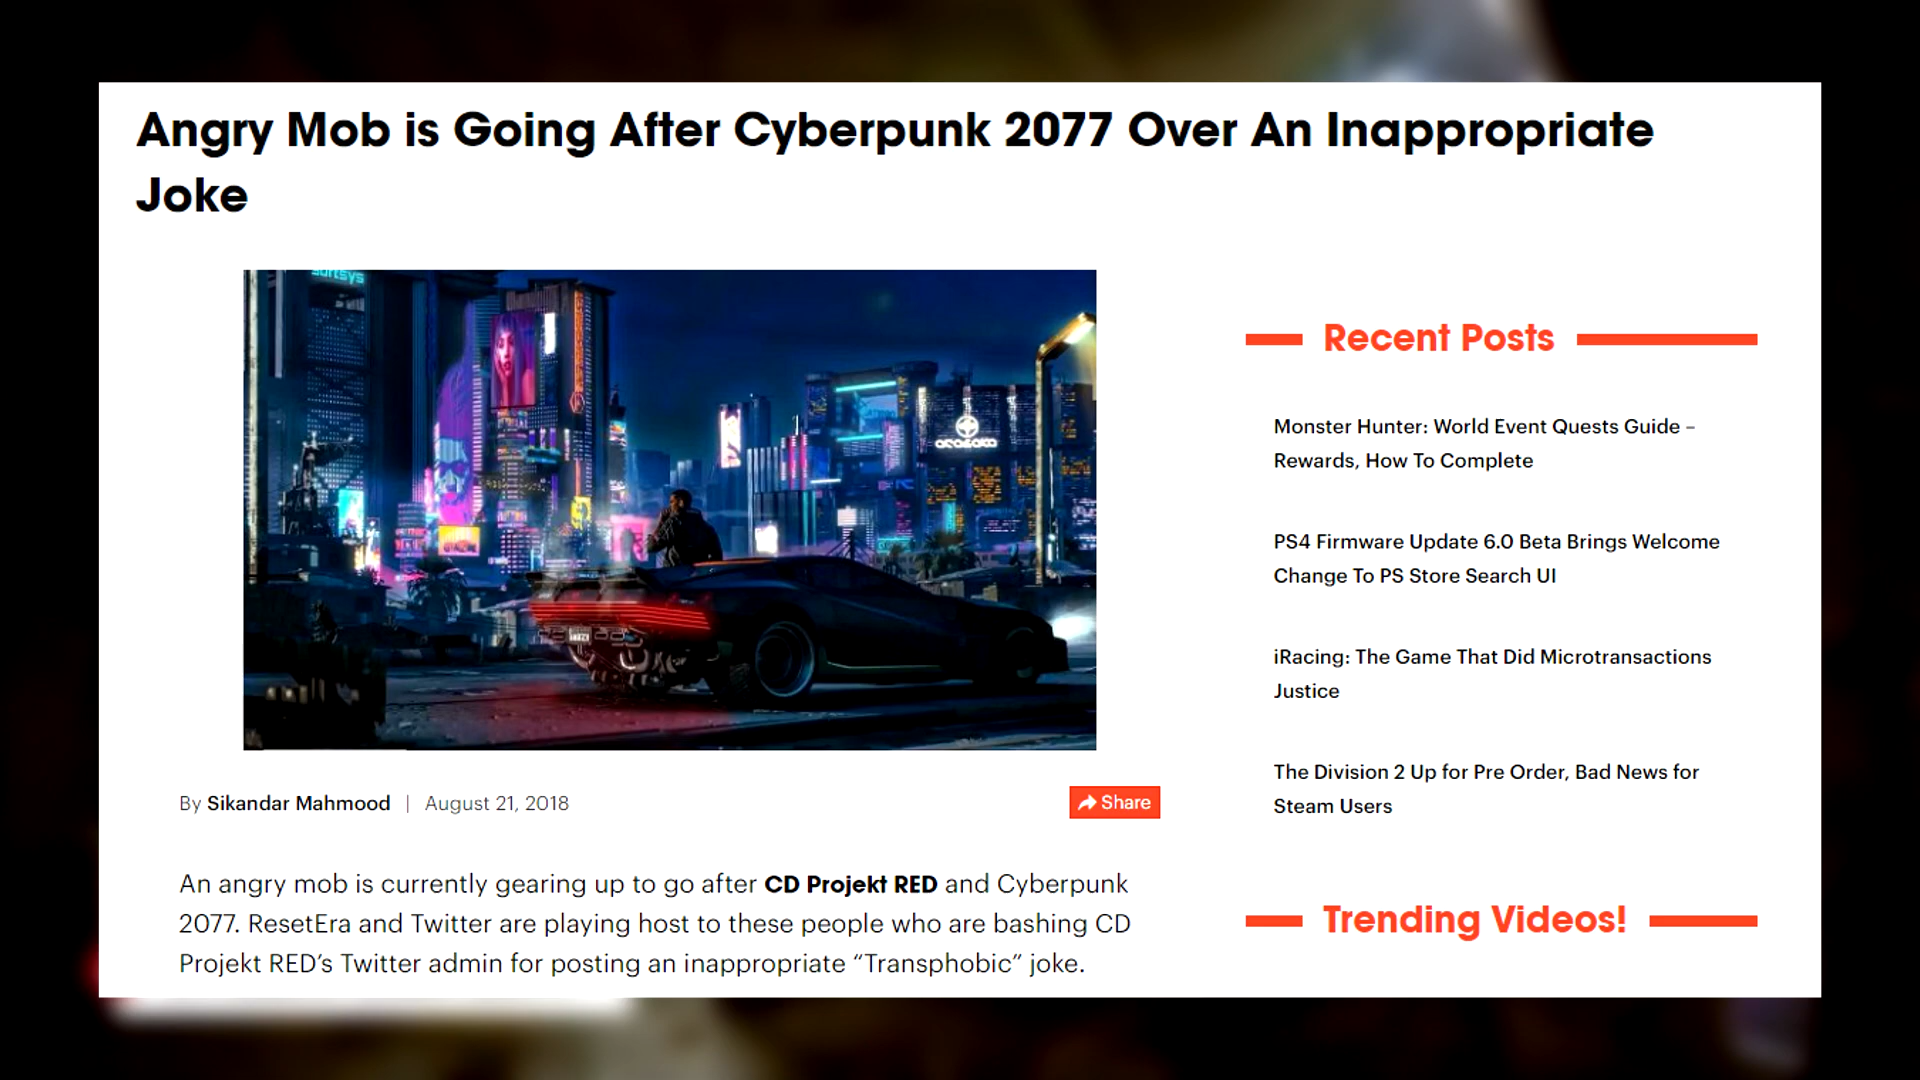 Angry Mob is Going After Cyberpunk 2077 Over An Inappropriate
Joke
arasaka
By Sikandar Mahmood | August 21, 2018
Share
An angry mob is currently gearing up to go after CD Projekt RED and Cyberpunk
2077. ResetEra and Twitter are playing host to these people who are bashing CD
Projekt RED’s Twitter admin for posting an inappropriate “Transphobic” joke.
Recent Posts
Monster Hunter: World Event Quests Guide –
Rewards, How To Complete
PS4 Firmware Update 6.0 Beta Brings Welcome
Change To PS Store Search UI
iRacing: The Game That Did Microtransactions
Justice
The Division 2 Up for Pre Order, Bad News for
Steam Users
Trending Videos!